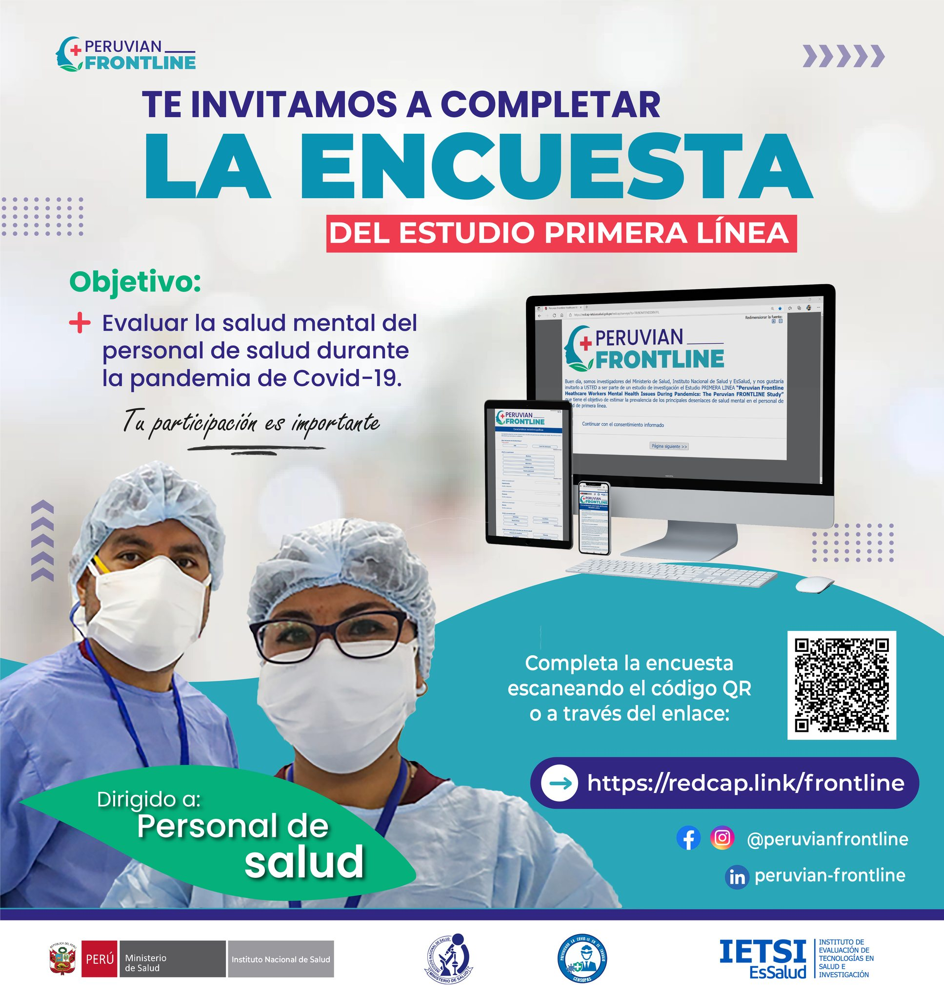 PERUVIAN
FRONTLINE
TE INVITAMOS A COMPLETAR
LA ENCUESTA
DEL ESTUDIO PRIMERA LÍNEA
Objetivo:
Evaluar la salud mental del
personal de salud durante
la pandemia de Covid-19.
Tu participación es importante
Redimensionar la fuente:
PERUVIAN
FRONTLINE
Buen día, somos investigadores del Ministerio de Salud, Instituto Nacional de Salud y EsSalud, y nos gustaría
invitarlo a USTED a ser parte de un estudio de investigación el Estudio PRIMERA LINEA "Peruvian Frontline
Heathcare Workers Mental Health Issues During Pandemics: The Peruvian FRONTLINE Study"
que tiene el objetivo de estimar la prevalencia de los principales desenlaces de salud mental en el personal de
de primera línea.
Continuar con el consentimiento informado
Página siguiente >>
PERUVIAN
FRONTLINE
Características sociodemográficas
PERUVIAN
FRONTLINE
Completa la encuesta
escaneando el código QR
o a través del enlace:
https://redcap.link/frontline
@peruvianfrontline
peruvian-frontline
Dirigido a:
Personal de
salud
REPÚBLICA DEL PERÚ
PERÚ
Ministerio
de Salud
Instituto Nacional de Salud
INSTITUTO NACIONAL DE SALUD
MINISTERIO DE SALUD
PREVINIENDO LA COVID-19 EN EL TRABAJO
CENSOPAS
IETSI
EsSalud
INSTITUTO DE
EVALUACIÓN DE
TECNOLOGÍAS EN
SALUD E
INVESTIGACIÓN